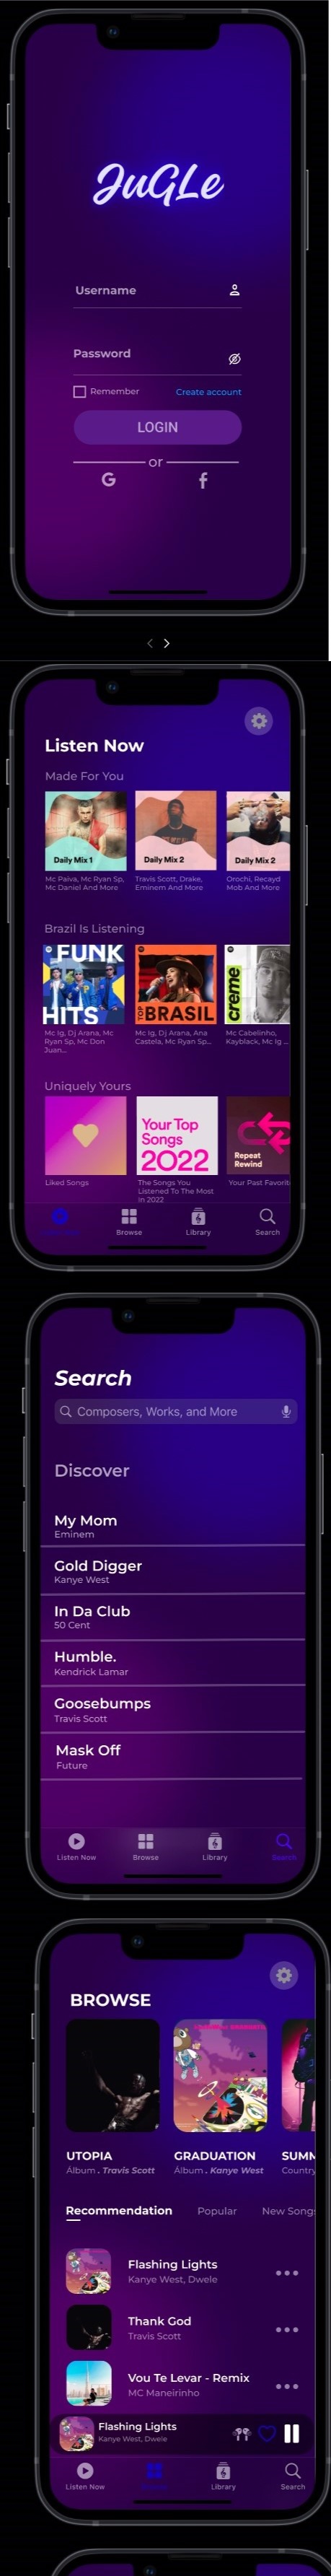 JuGLe
Username
Password
Remember
Create account
LOGIN
or
G
f
Listen Now
Made For You
Daily Mix 1
Daily Mix 2
Daily Mix 2
Mc Paiva, Mc Ryan Sp,
Mc Daniel And More
Travis Scott, Drake,
Eminem And More
Orochi, Recayd
Mob And More
Brazil Is Listening
FUNK
HITS
TOP BRASIL
creme
Mc Ig, Dj Arana, Mc
Ryan Sp, Mc Don
Juan...
Mc Ig, Dj Arana, Ana
Castela, Mc Ryan Sp...
Mc Cabelinho,
Kayblack, Mc Ig ...
Uniquely Yours
Your Top
Songs
2022
Repeat
Rewind
Liked Songs
The Songs You
Listened To The Most
in 2022
Your Past Favorit
Browse
Library
Search
Search
Composers, Works, and More
Discover
My Mom
Eminem
Gold Digger
Kanye West
In Da Club
50 Cent
Humble.
Kendrick Lamar
Goosebumps
Travis Scott
Mask Off
Future
Listen Now
Browse
Library
Search
BROWSE
UTOPIA
Álbum . Travis Scott
GRADUATION
Álbum . Kanye West
SUMM
Country
Recommendation
Popular
New Songs
Flashing Lights
Kanye West, Dwele
Thank God
Travis Scott
Vou Te Levar - Remix
MC Maneirinho
Flashing Lights
Kanye West, Dwele
Listen Now
Library
Search